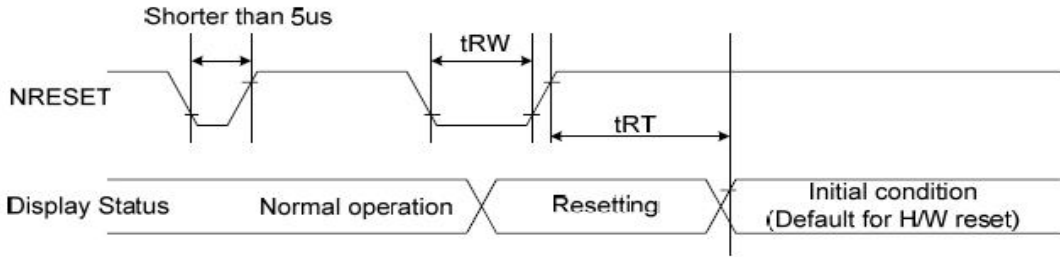 Shorter than 5us
tRW
NRESET
tRT
Display Status
Normal operation
Resetting
Initial condition
(Default for H/W reset)